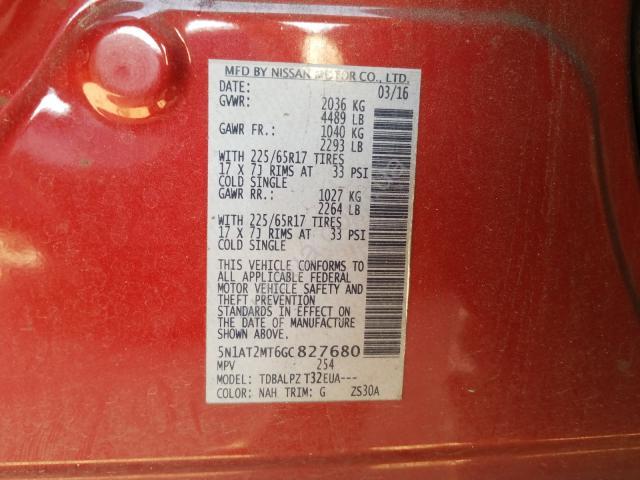 MFD BY NISSAN MOTOR CO., LTD.
DATE: 03/16
GVWR: 2036 KG
4489 LB
GAWR FR.: 1040 KG
2293 LB
WITH 225/65R17 TIRES
17 X 7J RIMS AT 33 PSI
COLD SINGLE
GAWR RR.: 1027 KG
2264 LB
WITH 225/65R17 TIRES
17 X 7J RIMS AT 33 PSI
COLD SINGLE
THIS VEHICLE CONFORMS TO
ALL APPLICABLE FEDERAL
MOTOR VEHICLE SAFETY AND
THEFT PREVENTION
STANDARDS IN EFFECT ON
THE DATE OF MANUFACTURE
SHOWN ABOVE.
5N1AT2MT6GC827680
MPV 254
MODEL: TDBALPZ T32EUA---
COLOR: NAH TRIM: G ZS30A